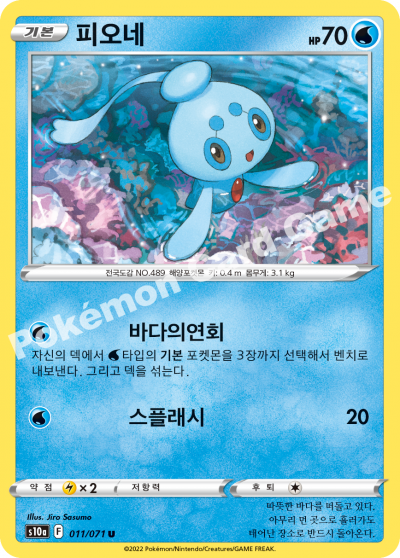 기본 피오네 HP 70
전국도감 NO.489 해양포켓몬 키: 0.4 m 몸무게: 3.1 kg
바다의연회
자신의 덱에서 타입의 기본 포켓몬을 3장까지 선택해서 벤치로
내보낸다. 그리고 덱을 섞는다.
스플래시 20
약점 ×2 저항력 후퇴
Illus. Jiro Sasumo
따뜻한 바다를 떠돌고 있다.
아무리 먼 곳으로 흘러가도
태어난 장소로 반드시 돌아온다.
s10a F 011/071 U
©2022 Pokémon/Nintendo/Creatures/GAME FREAK.
Pokémon Card Game